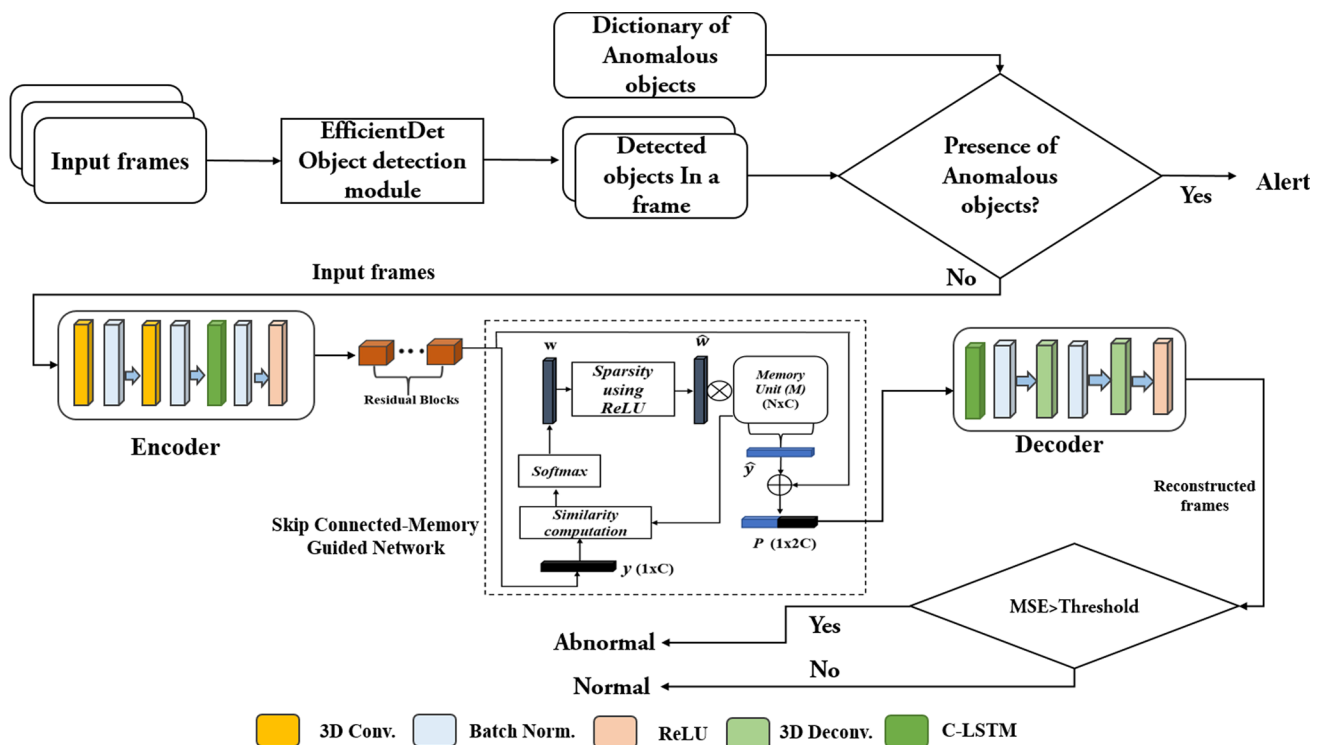 Dictionary of
Anomalous
objects
Input frames
EfficientDet
Object detection
module
Detected
objects In a
frame
Presence of
Anomalous
objects?
Yes
Alert
No
Input frames
Encoder
Residual Blocks
w
Sparsity
using
ReLU
ŵ
Memory
Unit (M)
(NxC)
Softmax
Similarity
computation
y (1xC)
ŷ
P (1x2C)
Skip Connected-Memory
Guided Network
Decoder
Reconstructed
frames
MSE>Threshold
Yes
Abnormal
No
Normal
3D Conv.
Batch Norm.
ReLU
3D Deconv.
C-LSTM